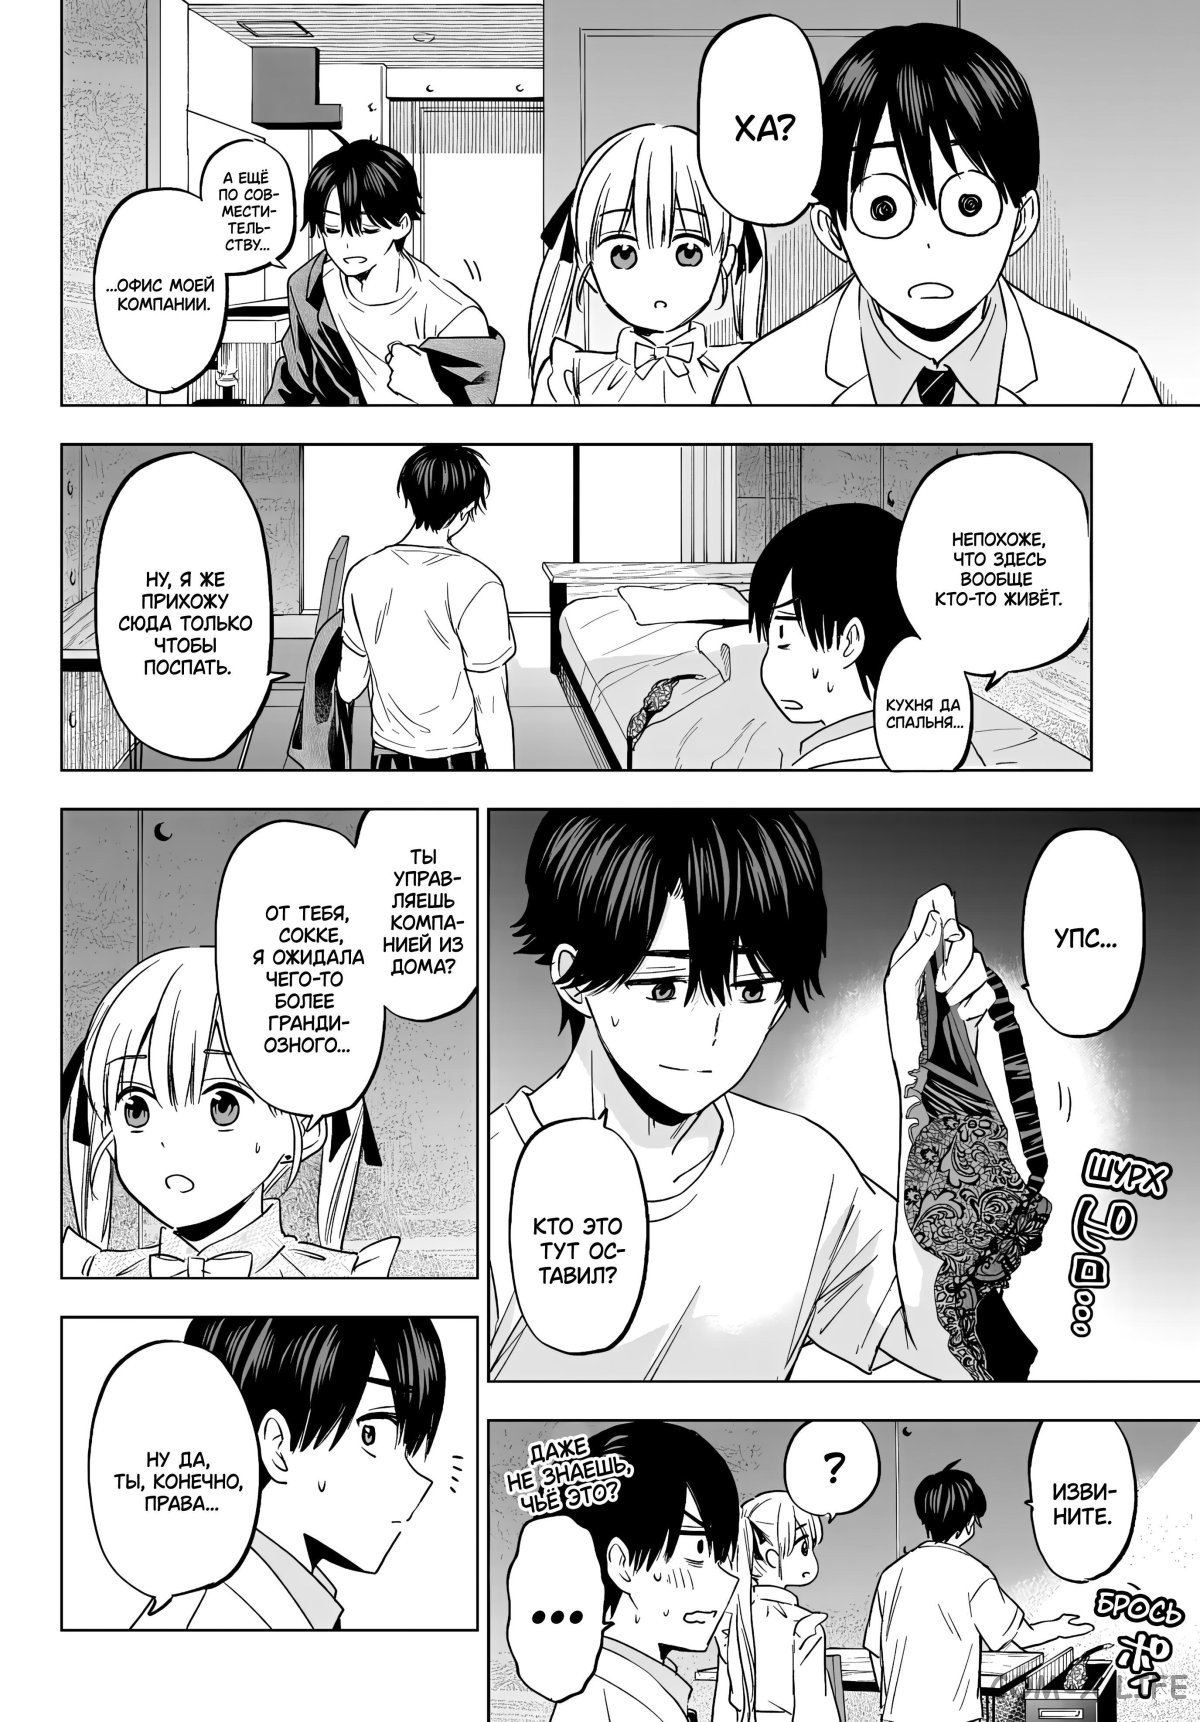 ХА?
А ЕЩЁ
ПО СОВ-
МЕСТИ-
ТЕЛЬ-
СТВУ...
...ОФИС МОЕЙ
КОМПАНИИ.
НЕПОХОЖЕ,
ЧТО ЗДЕСЬ
ВООБЩЕ
КТО-ТО ЖИВЁТ.
КУХНЯ ДА
СПАЛЬНЯ...
НУ, Я ЖЕ
ПРИХОЖУ
СЮДА ТОЛЬКО
ЧТОБЫ
ПОСПАТЬ.
УПС...
ШУРХ
КТО ЭТО
ТУТ ОС-
ТАВИЛ?
ТЫ
УПРАВ-
ЛЯЕШЬ
КОМПА-
НИЕЙ ИЗ
ДОМА?
ОТ ТЕБЯ,
СОККЕ,
Я ОЖИДАЛА
ЧЕГО-ТО
БОЛЕЕ
ГРАНДИ-
ОЗНОГО...
ИЗВИ-
НИТЕ.
БРОСЬ
?
ДАЖЕ
НЕ ЗНАЕШЬ,
ЧЬЁ ЭТО?
...
НУ ДА,
ТЫ, КОНЕЧНО,
ПРАВА...